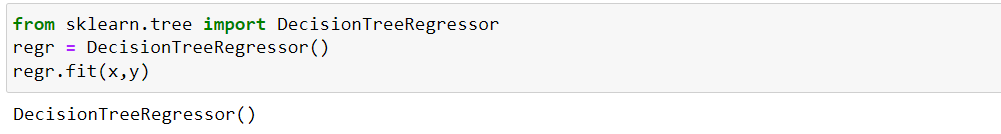 from sklearn.tree import DecisionTreeRegressor
regr = DecisionTreeRegressor()
regr.fit(x,y)
DecisionTreeRegressor()